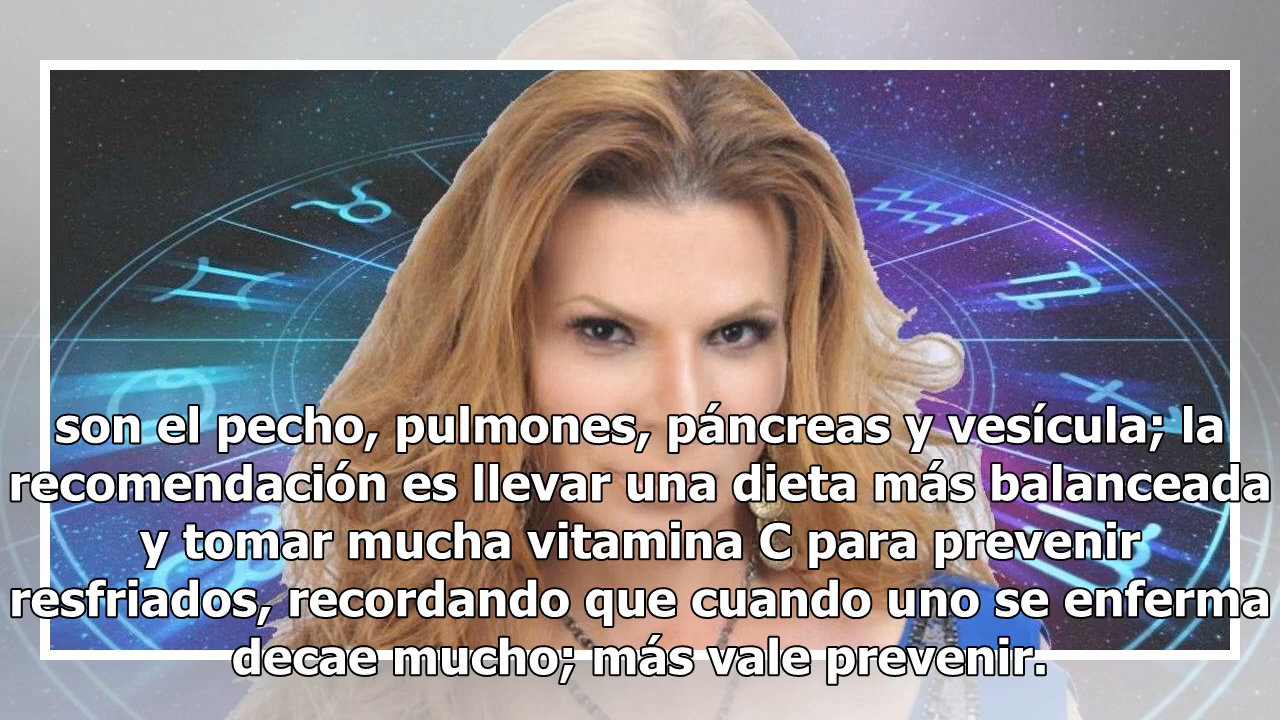 son el pecho, pulmones, páncreas y vesícula; la
recomendación es llevar una dieta más balanceada
y tomar mucha vitamina C para prevenir
resfriados, recordando que cuando uno se enferma
decae mucho; más vale prevenir.